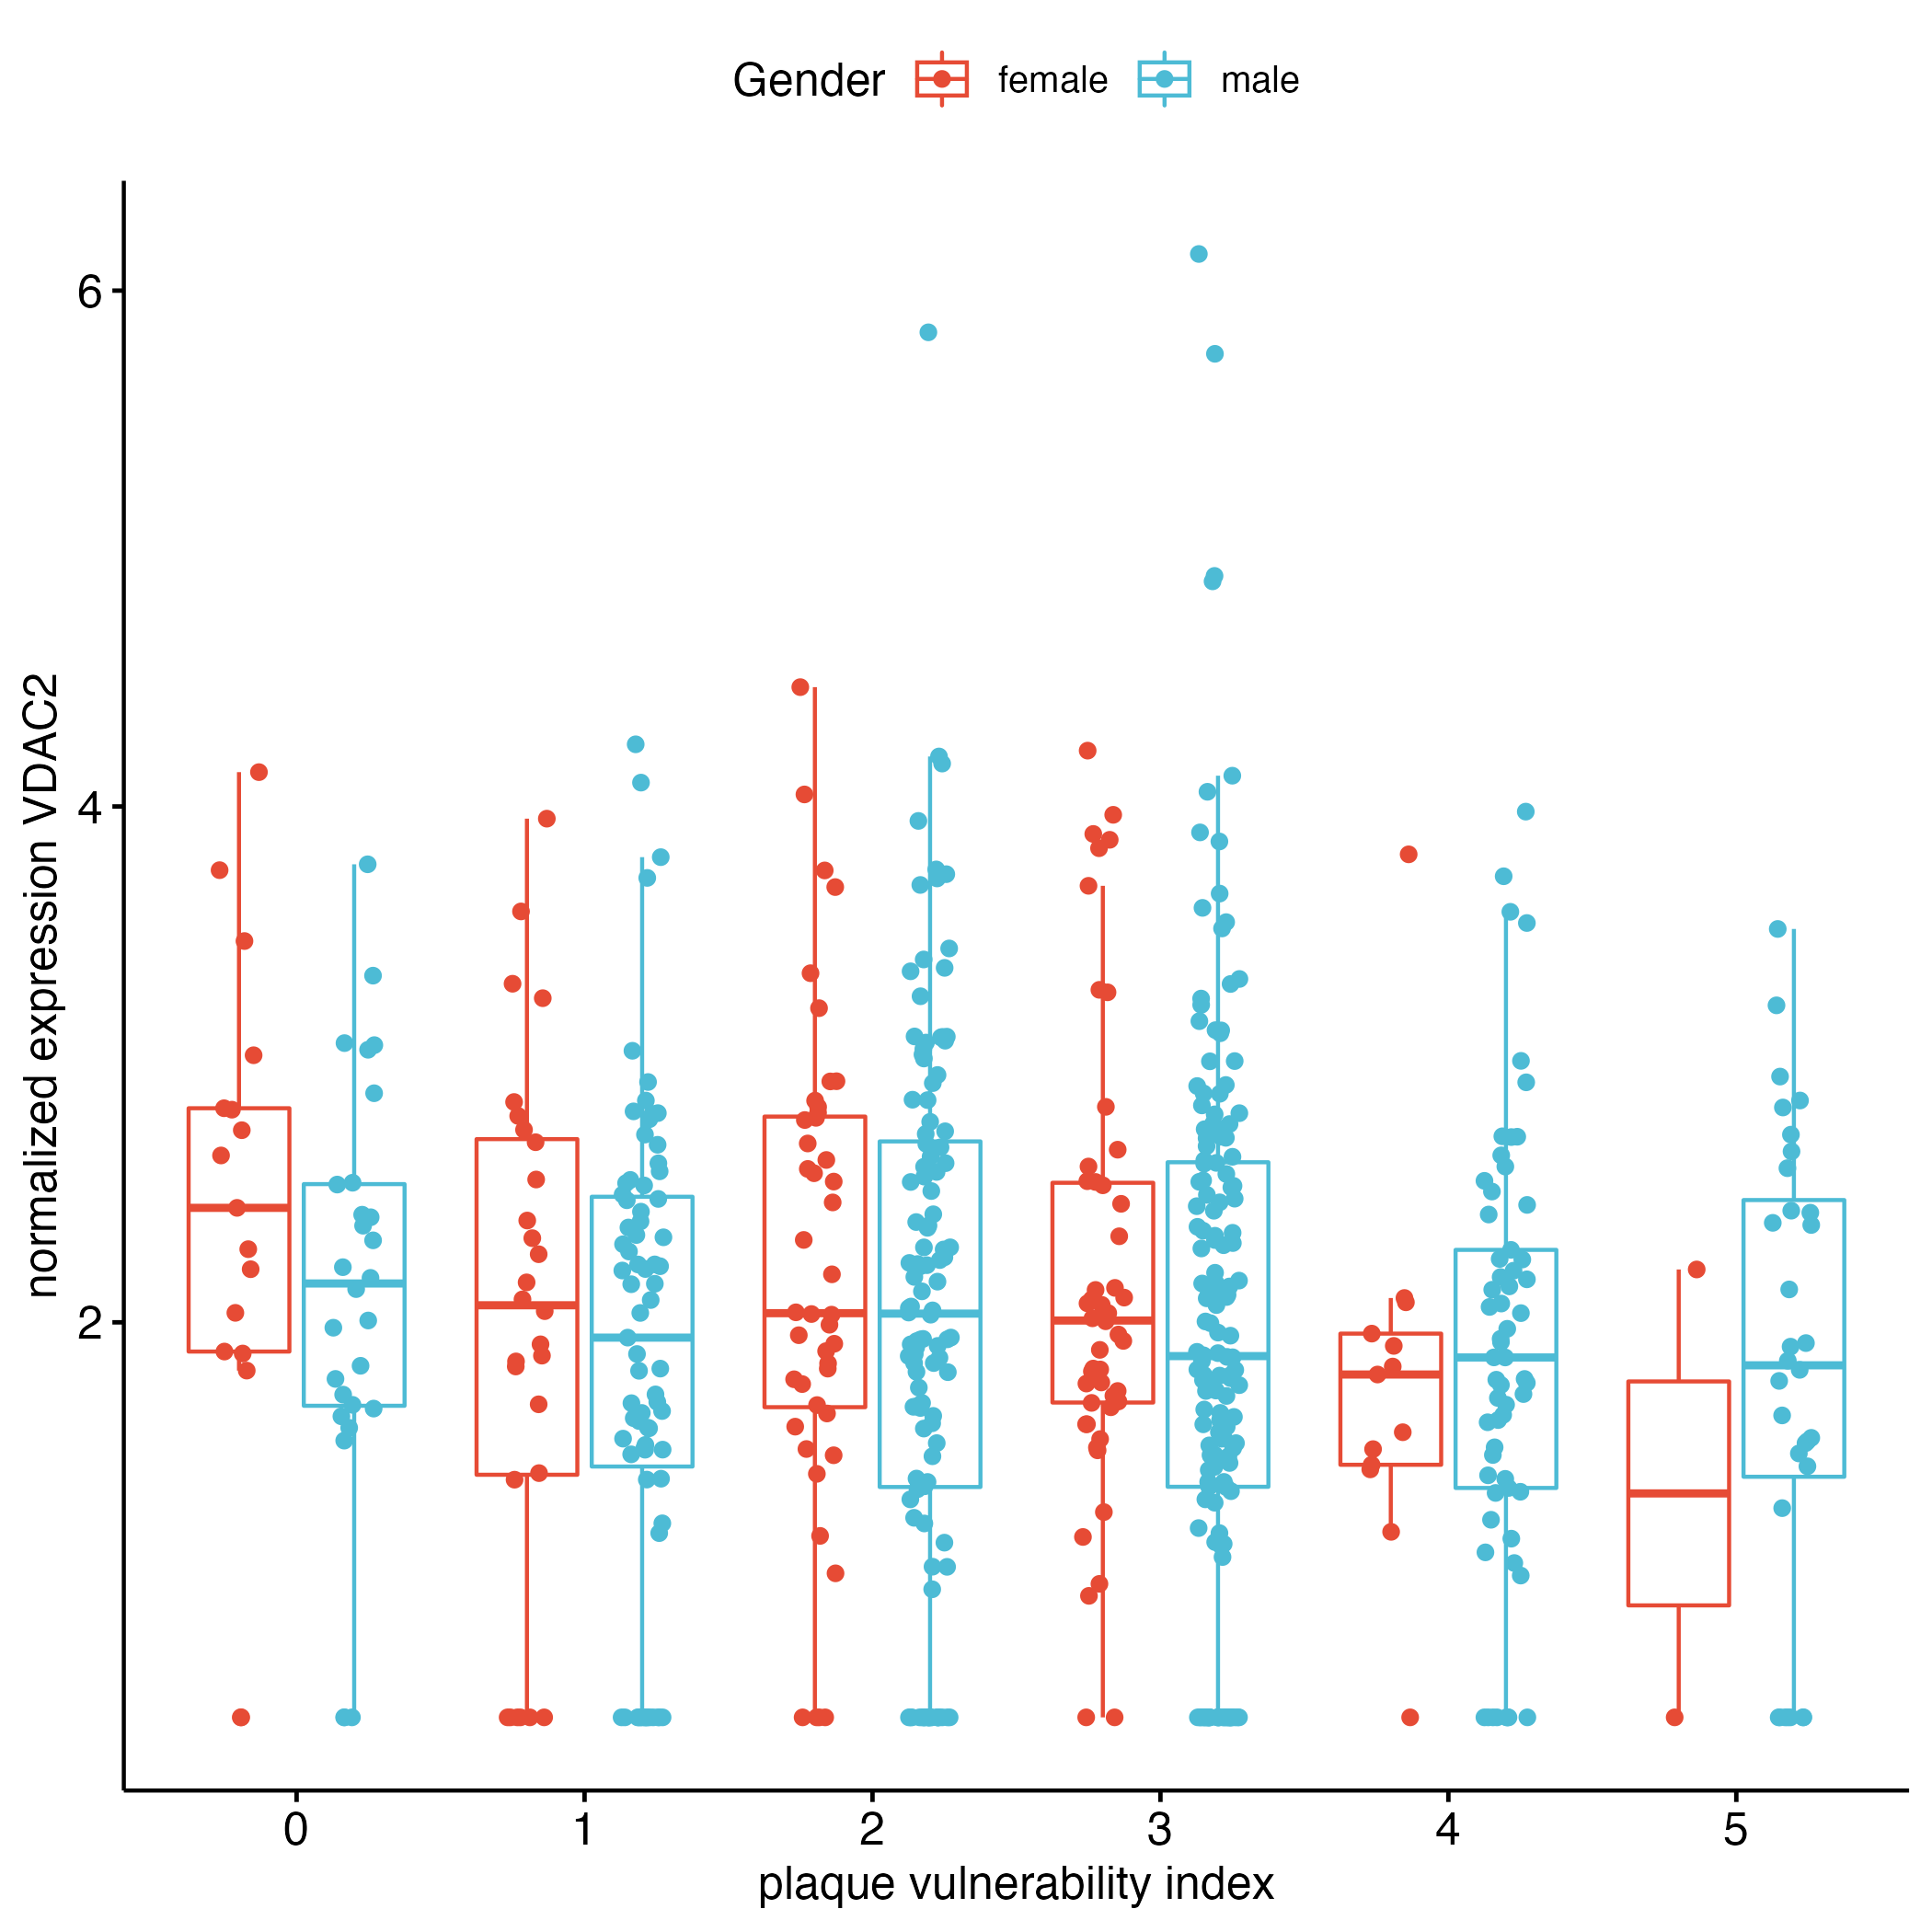 Gender female male
6
4
2
normalized expression VDAC2
0 1 2 3 4 5
plaque vulnerability index